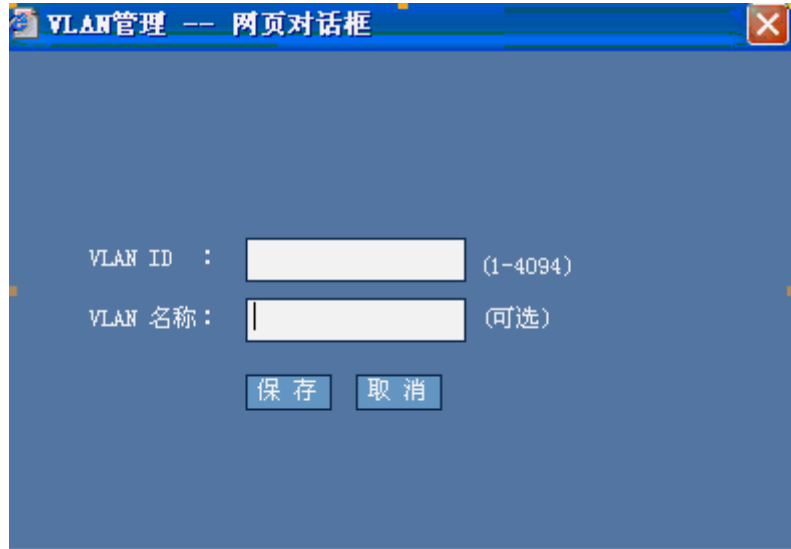 VLAN管理 -- 网页对话框
VLAN ID ： (1-4094)
VLAN 名称： (可选)
保存 取消